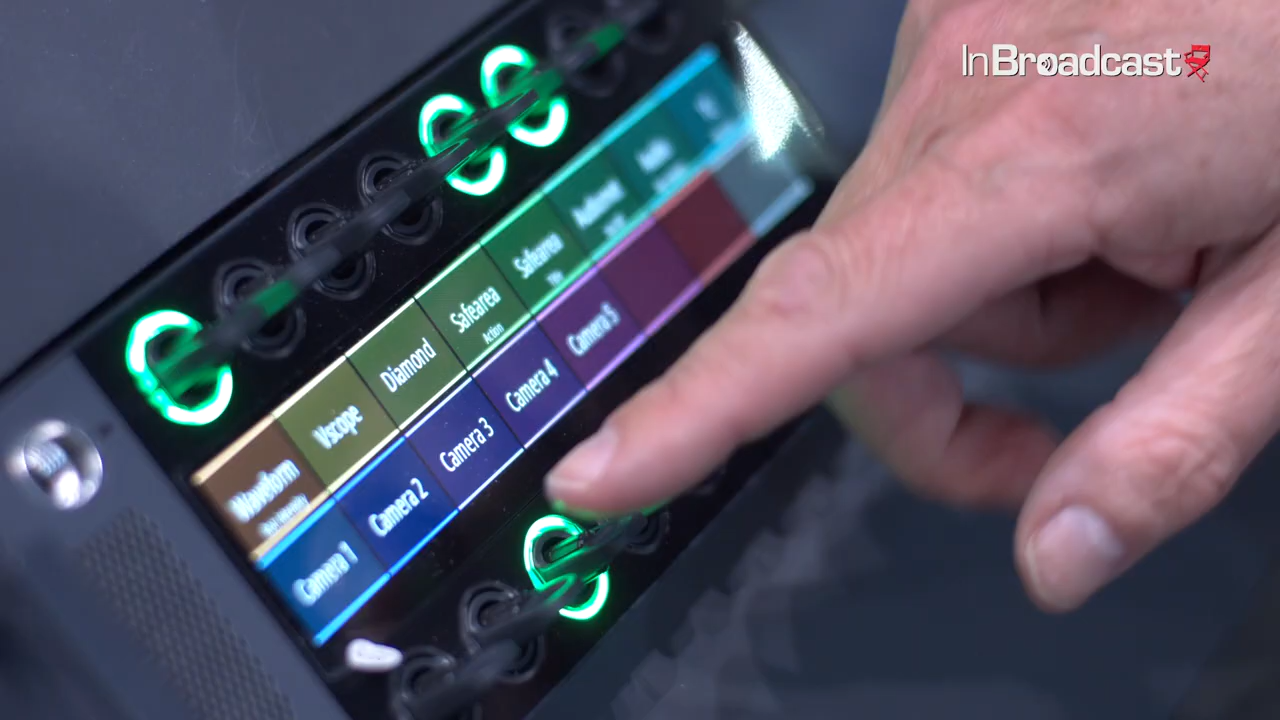 InBroadcast
Waveform
Vscope
Diamond
Safearea
Action
Safearea
Title
Audio
Camera 1
Camera 2
Camera 3
Camera 4
Camera 5